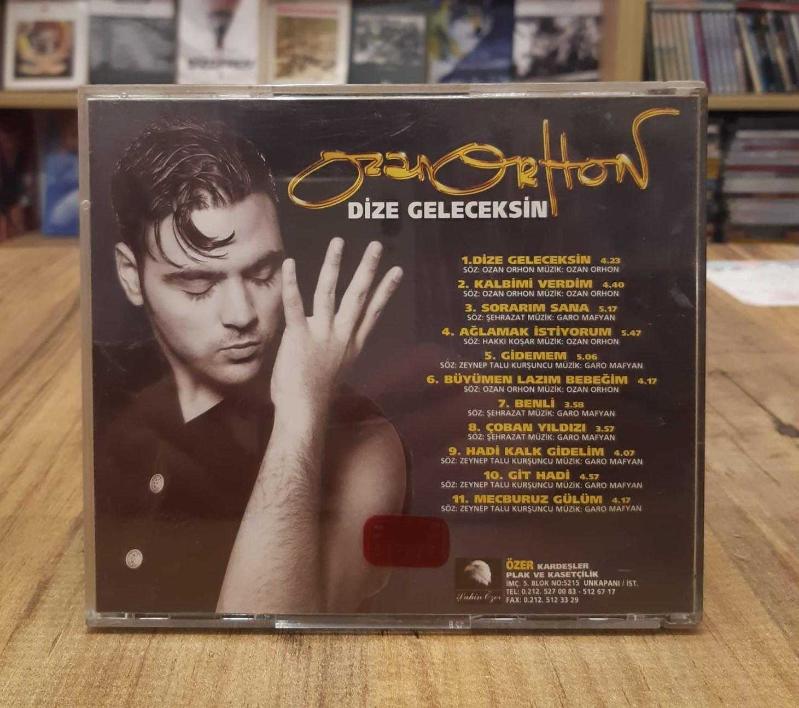 Ozan Orhon
DİZE GELECEKSİN
1.DİZE GELECEKSİN 4.23
SÖZ: OZAN ORHON MÜZİK: OZAN ORHON
2. KALBİMİ VERDİM 4.40
SÖZ: OZAN ORHON MÜZİK: OZAN ORHON
3. SORARIM SANA 5.17
SÖZ: ŞEHRAZAT MÜZİK: GARO MAFYAN
4. AĞLAMAK İSTİYORUM 5.47
SÖZ: HAKKI KOŞAR MÜZİK: OZAN ORHON
5. GİDEMEM 5.06
SÖZ: ZEYNEP TALU KURŞUNCU MÜZİK: GARO MAFYAN
6. BÜYÜMEN LAZIM BEBEĞİM 4.17
SÖZ: OZAN ORHON MÜZİK: OZAN ORHON
7. BENLİ 3.58
SÖZ: ŞEHRAZAT MÜZİK: GARO MAFYAN
8. ÇOBAN YILDIZI 3.57
SÖZ: ŞEHRAZAT MÜZİK: GARO MAFYAN
9. HADİ KALK GİDELİM 4.07
SÖZ: ZEYNEP TALU KURŞUNCU MÜZİK: GARO MAFYAN
10. GİT HADİ 4.57
SÖZ: ZEYNEP TALU KURŞUNCU MÜZİK: GARO MAFYAN
11. MECBURUZ GÜLÜM 4.17
SÖZ: ZEYNEP TALU KURŞUNCU MÜZİK: GARO MAFYAN
ÖZER KARDEŞLER
PLAK VE KASETÇİLİK
İMÇ. 5. BLOK NO:5215 UNKAPANI / İST.
TEL: 0.212. 527 00 83 - 512 67 17
FAX: 0.212. 512 33 29
Şahin Özer